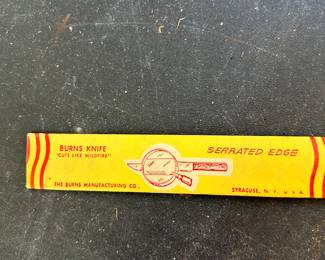 BURNS KNIFE
"CUTS LIKE WILDFIRE"
SERRATED EDGE
THE BURNS MANUFACTURING CO.,
SYRACUSE, N. Y., U. S. A.